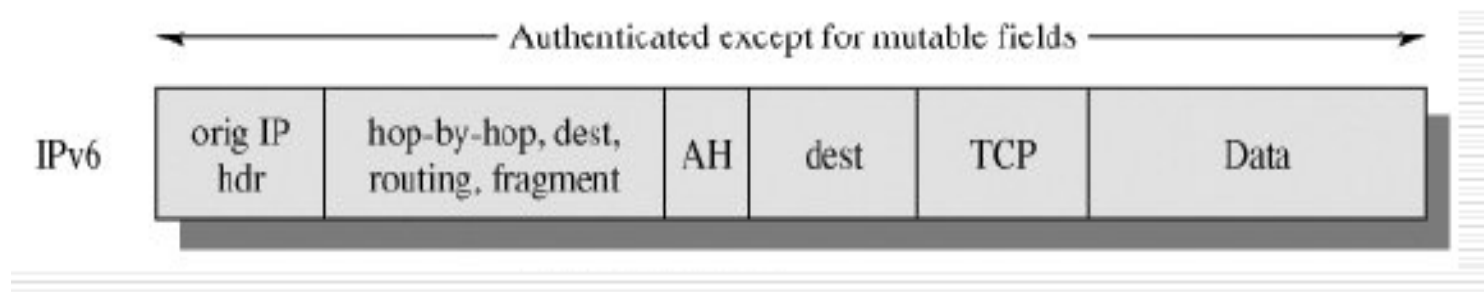 Authenticated except for mutable fields
IPv6
orig IP
hdr
hop-by-hop, dest,
routing, fragment
AH
dest
TCP
Data